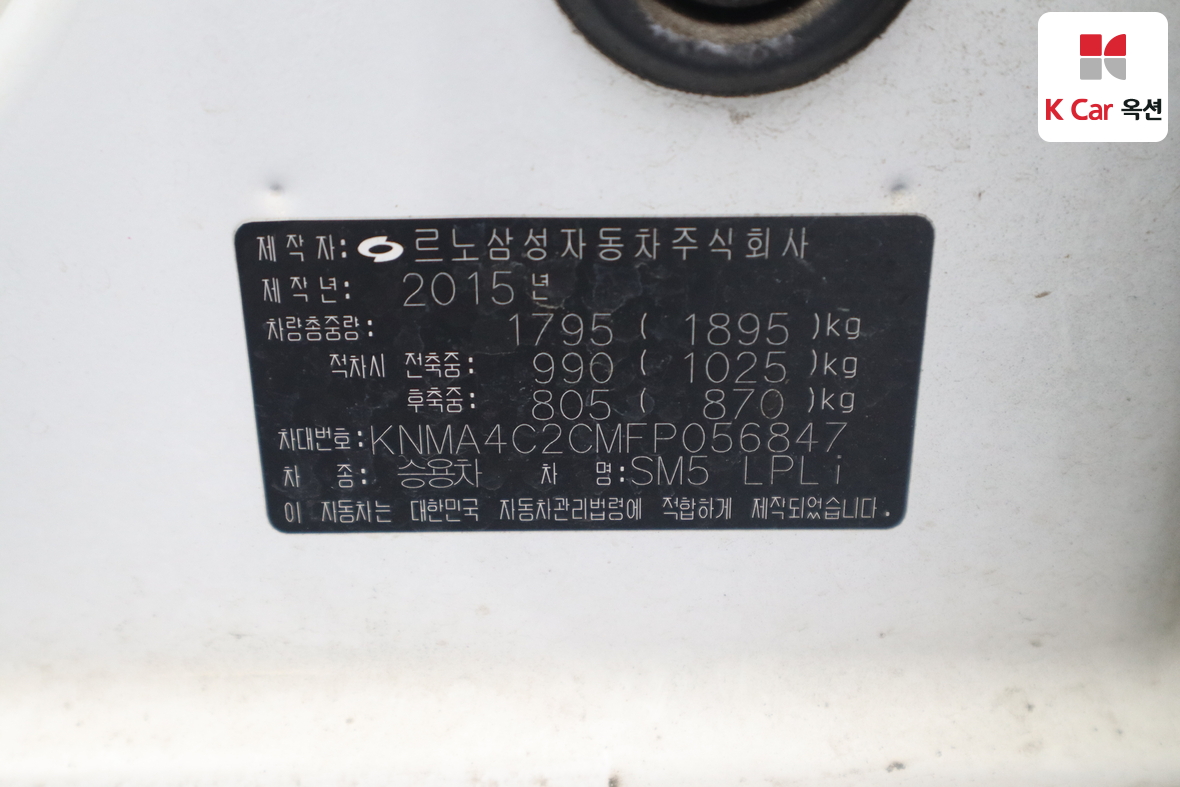 K Car 옥션
제 작 자: 르노삼성자동차주식회사
제 작 년: 2015년
차량총중량: 1795 ( 1895 )kg
적차시 전축중: 990 ( 1025 )kg
후축중: 805 ( 870 )kg
차대번호:KNMA4C2CMFP056847
차 종: 승용차 차 명:SM5 LPLi
이 자동차는 대한민국 자동차관리법령에 적합하게 제작되었습니다.